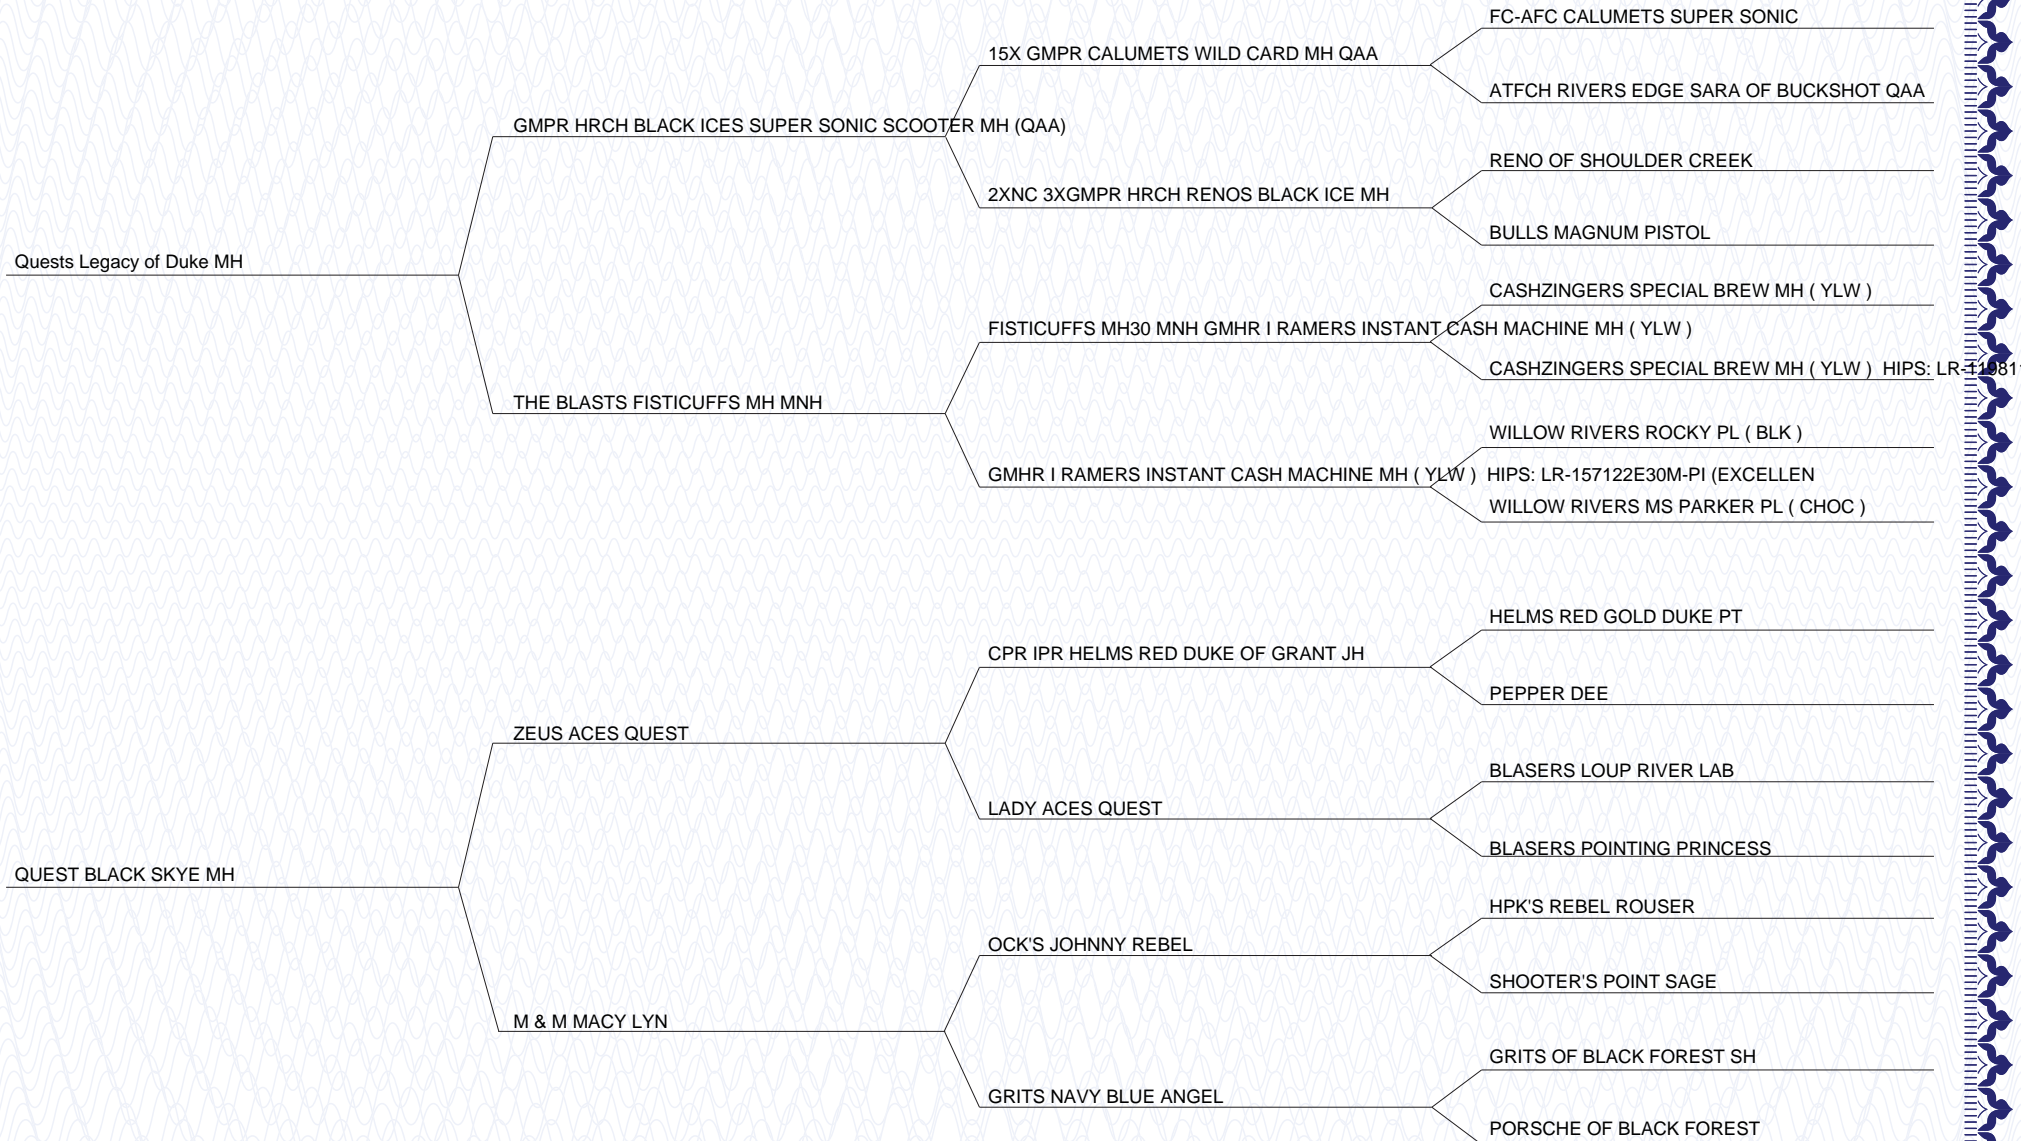 FC-AFC CALUMETS SUPER SONIC
15X GMPR CALUMETS WILD CARD MH QAA
ATFCH RIVERS EDGE SARA OF BUCKSHOT QAA
GMPR HRCH BLACK ICES SUPER SONIC SCOOTER MH (QAA)
RENO OF SHOULDER CREEK
2XNC 3XGMPR HRCH RENOS BLACK ICE MH
BULLS MAGNUM PISTOL
Quests Legacy of Duke MH
CASHZINGERS SPECIAL BREW MH ( YLW )
FISTICUFFS MH30 MNH GMHR I RAMERS INSTANT CASH MACHINE MH ( YLW )
CASHZINGERS SPECIAL BREW MH ( YLW ) HIPS: LR-11981
THE BLASTS FISTICUFFS MH MNH
WILLOW RIVERS ROCKY PL ( BLK )
GMHR I RAMERS INSTANT CASH MACHINE MH ( YLW ) HIPS: LR-157122E30M-PI (EXCELLEN
WILLOW RIVERS MS PARKER PL ( CHOC )
HELMS RED GOLD DUKE PT
CPR IPR HELMS RED DUKE OF GRANT JH
PEPPER DEE
ZEUS ACES QUEST
BLASERS LOUP RIVER LAB
LADY ACES QUEST
BLASERS POINTING PRINCESS
QUEST BLACK SKYE MH
HPK'S REBEL ROUSER
OCK'S JOHNNY REBEL
SHOOTER'S POINT SAGE
M & M MACY LYN
GRITS OF BLACK FOREST SH
GRITS NAVY BLUE ANGEL
PORSCHE OF BLACK FOREST